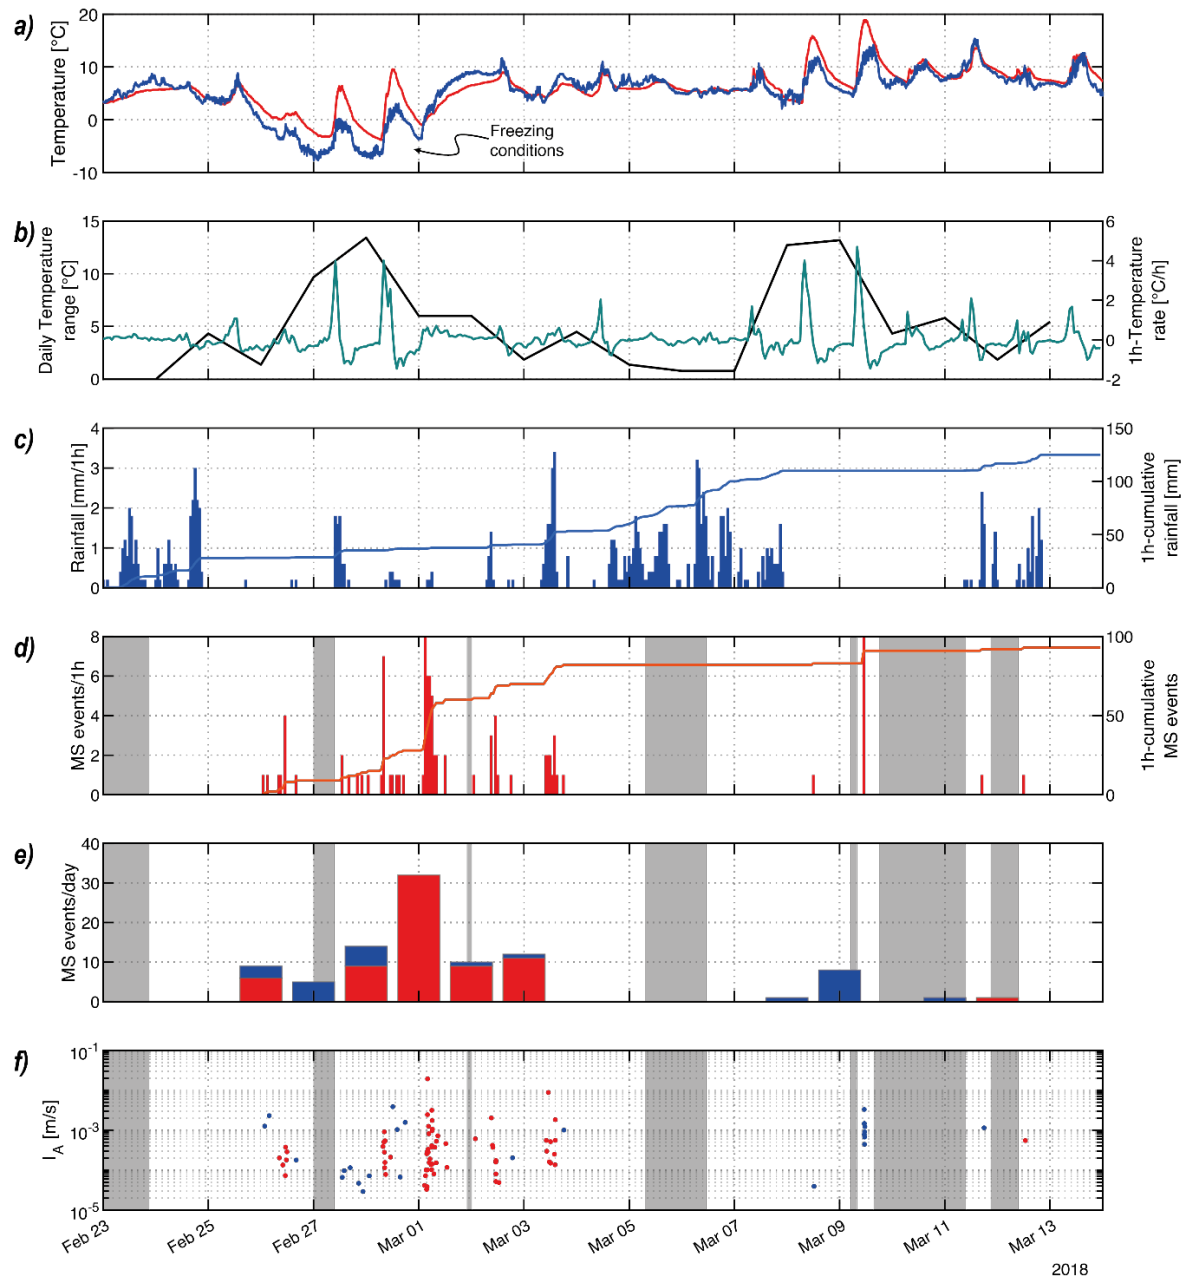 a)
Temperature [°C]
20
10
0
-10
Freezing
conditions
b)
Daily Temperature
range [°C]
15
10
5
0
6
4
2
0
-2
1h-Temperature
rate [°C/h]
c)
Rainfall [mm/1h]
4
3
2
1
0
150
100
50
0
1h-cumulative
rainfall [mm]
d)
MS events/1h
8
6
4
2
0
100
50
0
1h-cumulative
MS events
e)
MS events/day
40
30
20
10
0
f)
I_A [m/s]
10^-1
10^-3
10^-5
Feb 23
Feb 25
Feb 27
Mar 01
Mar 03
Mar 05
Mar 07
Mar 09
Mar 11
Mar 13
2018